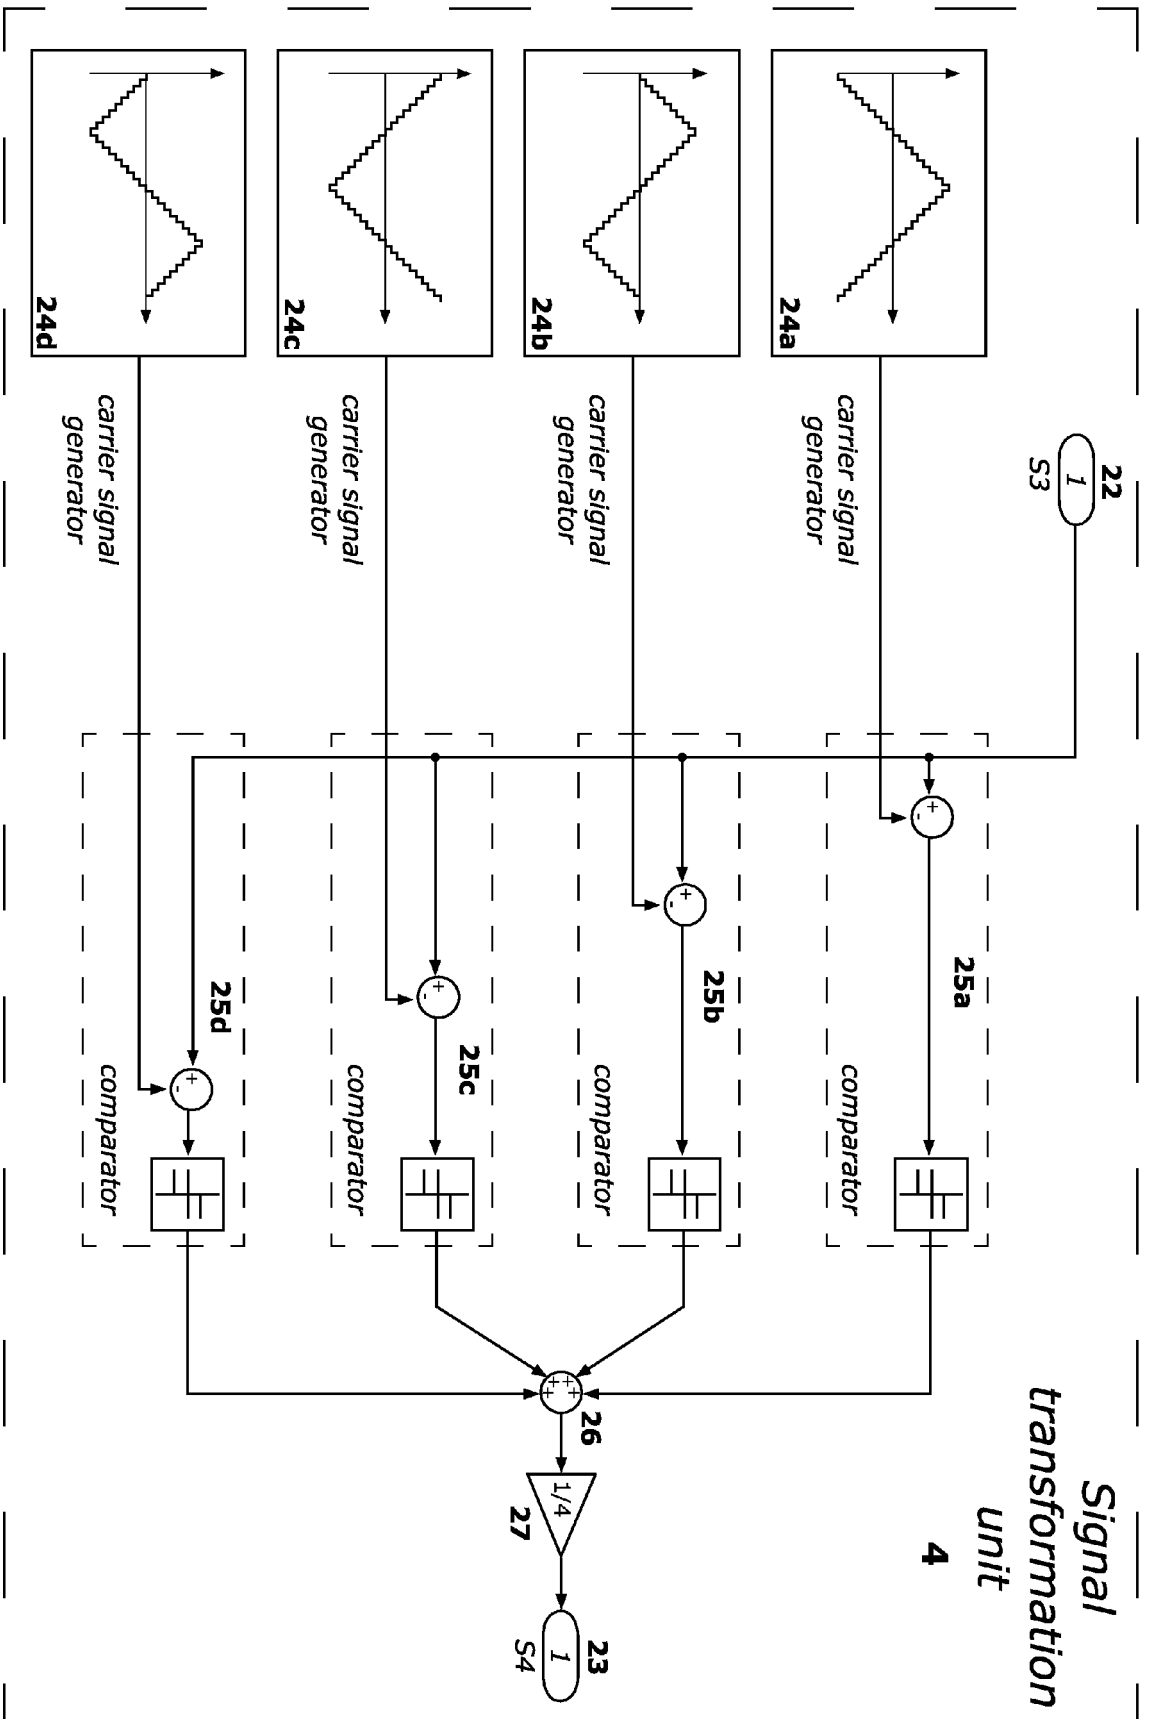 Signal
transformation
unit
4
22
1
S3
24a
carrier signal
generator
+
-
25a
comparator
24b
carrier signal
generator
+
-
25b
comparator
24c
carrier signal
generator
+
-
25c
comparator
24d
carrier signal
generator
+
-
25d
comparator
+
+
+
+
26
1/4
27
23
1
S4